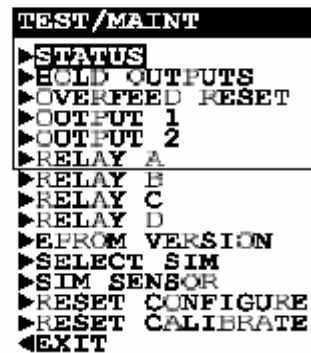 TEST/MAINT
▶STATUS
▶HOLD OUTPUTS
▶OVERFEED RESET
▶OUTPUT 1
▶OUTPUT 2
▶RELAY A
▶RELAY B
▶RELAY C
▶RELAY D
▶EPROM VERSION
▶SELECT SIM
▶SIM SENSOR
▶RESET CONFIGURE
▶RESET CALIBRATE
◀EXIT